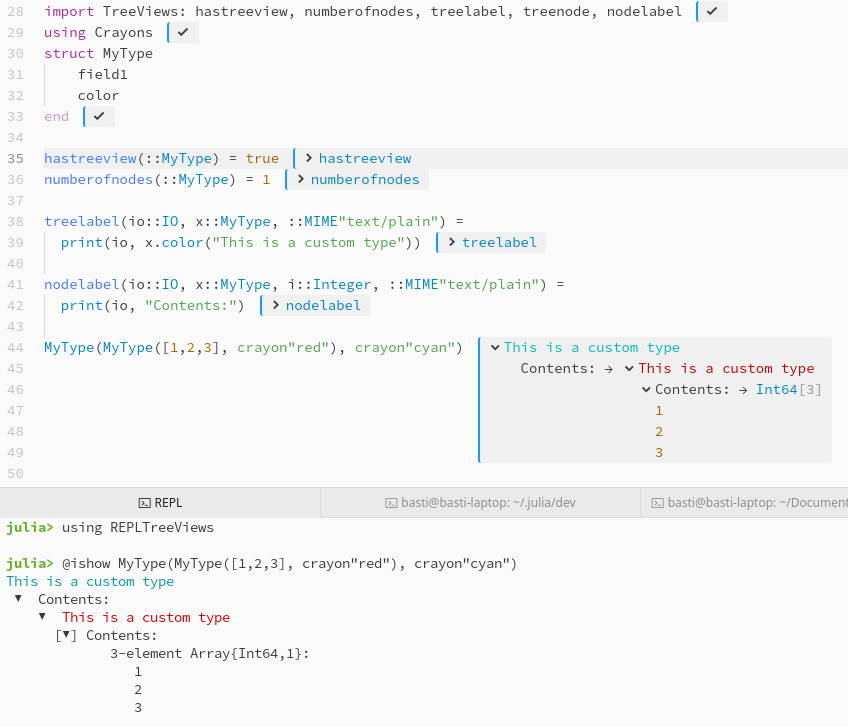 28 import TreeViews: hastreeview, numberofnodes, treelabel, treenode, nodelabel ✓
29 using Crayons ✓
30 struct MyType
31     field1
32     color
33 end ✓
34
35 hastreeview(::MyType) = true > hastreeview
36 numberofnodes(::MyType) = 1 > numberofnodes
37
38 treelabel(io::IO, x::MyType, ::MIME"text/plain") =
39   print(io, x.color("This is a custom type")) > treelabel
40
41 nodelabel(io::IO, x::MyType, i::Integer, ::MIME"text/plain") =
42   print(io, "Contents:") > nodelabel
43
44 MyType(MyType([1,2,3], crayon"red"), crayon"cyan") ⌄ This is a custom type
45 Contents: → ⌄ This is a custom type
46 ⌄ Contents: → Int64[3]
47 1
48 2
49 3
50
REPL basti@basti-laptop: ~/.julia/dev basti@basti-laptop: ~/Document
julia> using REPLTreeViews
julia> @ishow MyType(MyType([1,2,3], crayon"red"), crayon"cyan")
This is a custom type
▼ Contents:
▼ This is a custom type
[▼] Contents:
3-element Array{Int64,1}:
1
2
3